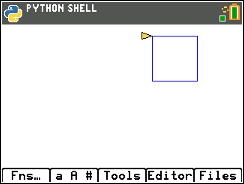 PYTHON SHELL
Fns… a A # Tools Editor Files